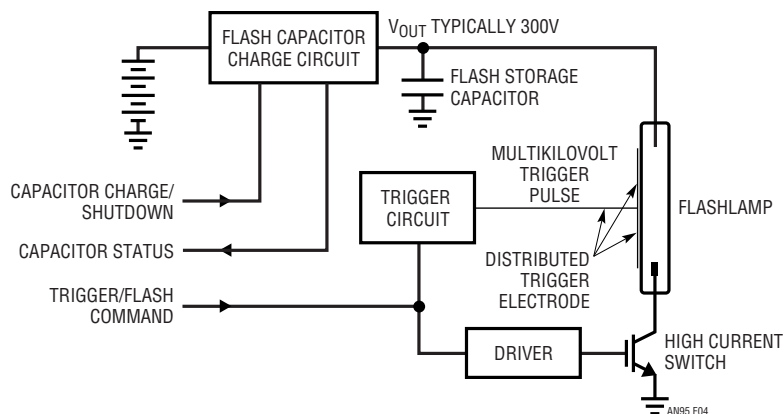 FLASH CAPACITOR
CHARGE CIRCUIT
VOUT TYPICALLY 300V
FLASH STORAGE
CAPACITOR
MULTIKILOVOLT
TRIGGER
PULSE
CAPACITOR CHARGE/
SHUTDOWN
TRIGGER
CIRCUIT
FLASHLAMP
CAPACITOR STATUS
DISTRIBUTED
TRIGGER
ELECTRODE
TRIGGER/FLASH
COMMAND
DRIVER
HIGH CURRENT
SWITCH
AN95 F04